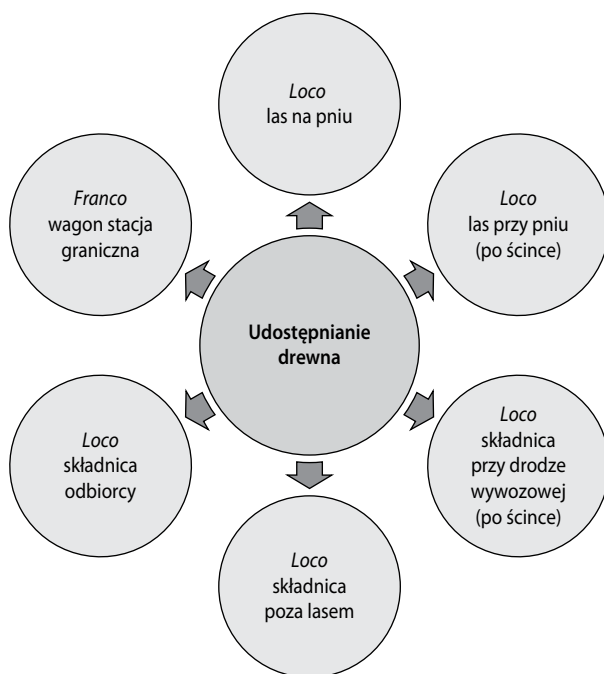 Loco
las na pniu
Franco
wagon stacja
graniczna
Loco
las przy pniu
(po ścince)
Udostępnianie
drewna
Loco
składnica
odbiorcy
Loco
składnica
przy drodze
wywozowej
(po ścince)
Loco
składnica
poza lasem